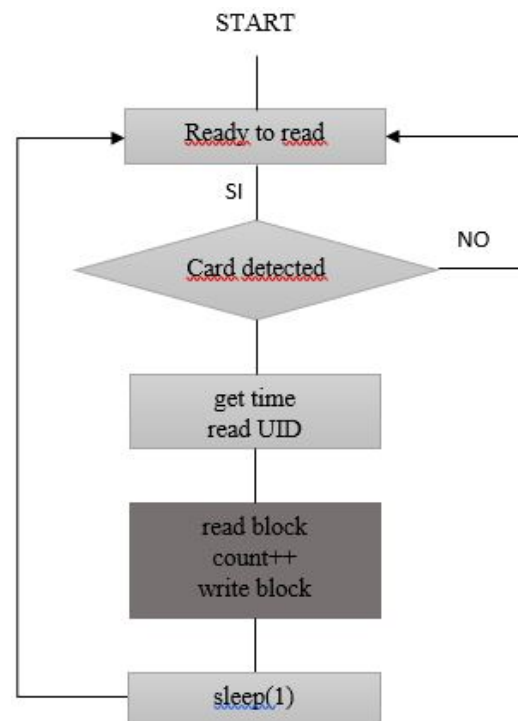 START
Ready to read
SI
NO
Card detected
get time
read UID
read block
count++
write block
sleep(1)